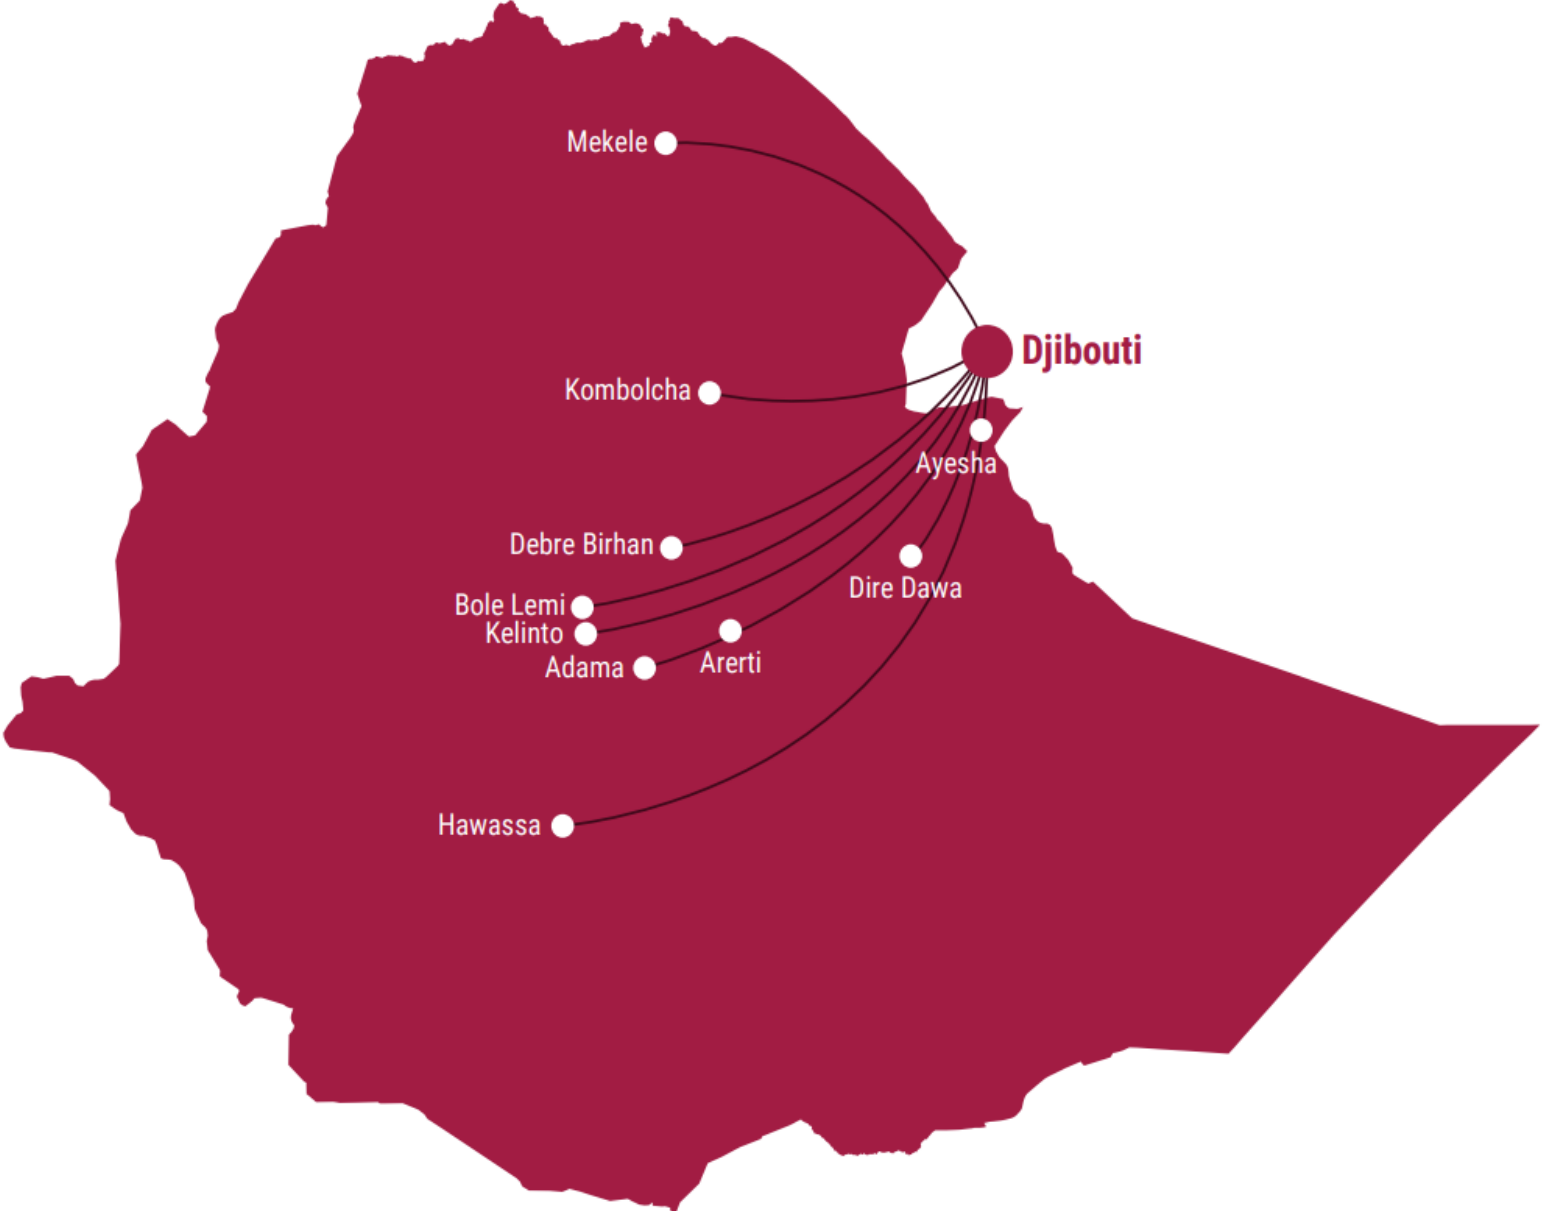 Mekele
Djibouti
Kombolcha
Ayesha
Debre Birhan
Dire Dawa
Bole Lemi
Kelinto
Arerti
Adama
Hawassa